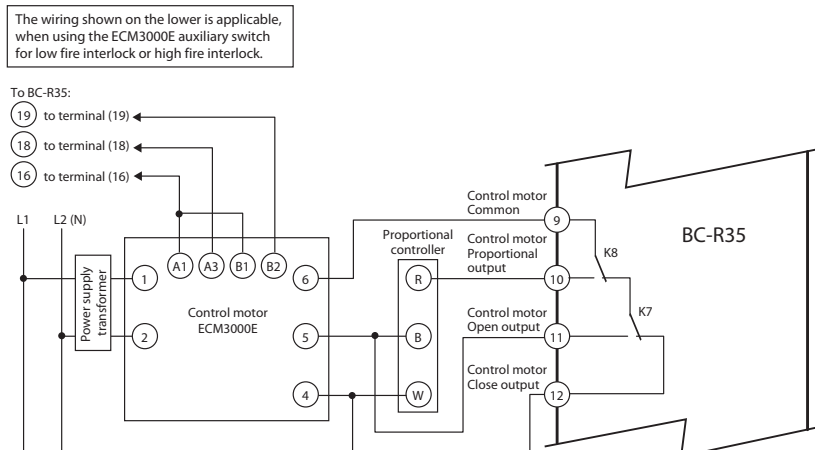 The wiring shown on the lower is applicable,
when using the ECM3000E auxiliary switch
for low fire interlock or high fire interlock.
To BC-R35:
19 to terminal (19)
18 to terminal (18)
16 to terminal (16)
L1 L2 (N)
Power supply
transformer
1
2
A1 A3 B1 B2
Control motor
ECM3000E
6
5
4
Proportional
controller
R
B
W
Control motor
Common
9
Control motor
Proportional
output
10
Control motor
Open output
11
Control motor
Close output
12
K8
K7
BC-R35